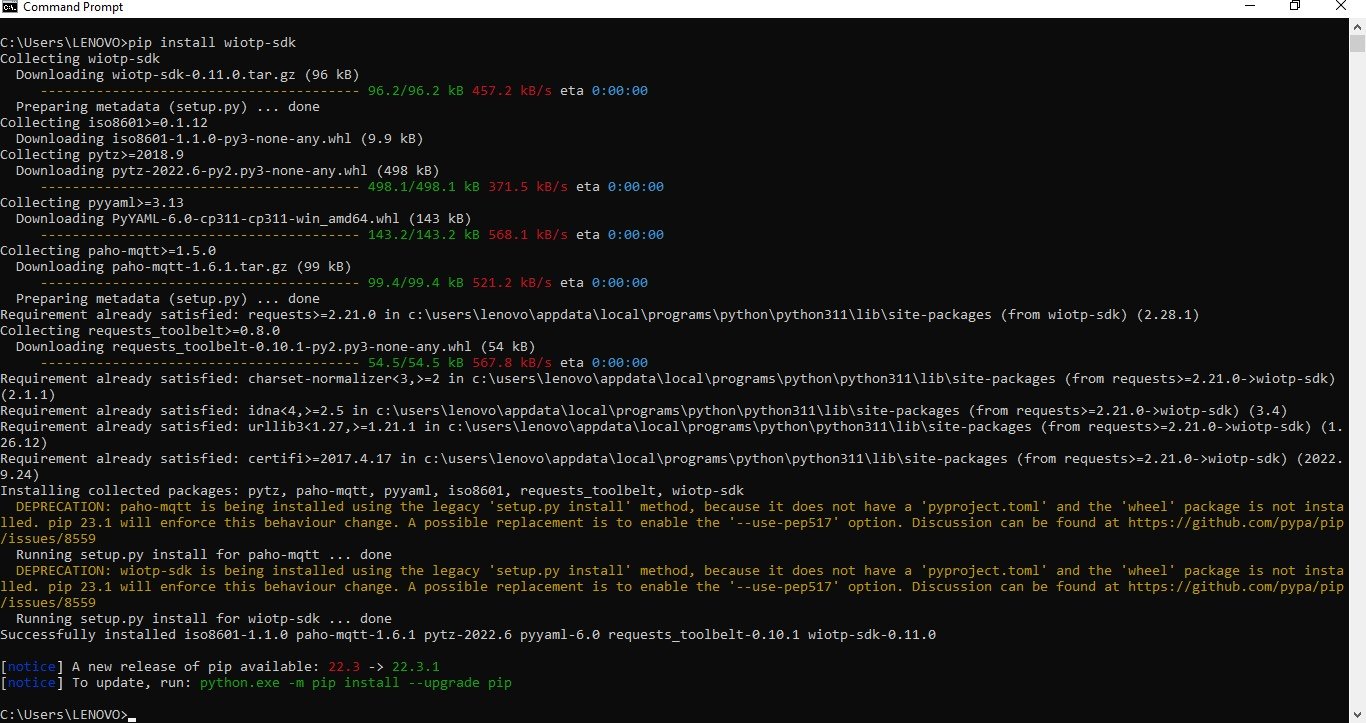 Command Prompt
C:\Users\LENOVO>pip install wiotp-sdk
Collecting wiotp-sdk
  Downloading wiotp-sdk-0.11.0.tar.gz (96 kB)
     ---------------------------------------- 96.2/96.2 kB 457.2 kB/s eta 0:00:00
  Preparing metadata (setup.py) ... done
Collecting iso8601>=0.1.12
  Downloading iso8601-1.1.0-py3-none-any.whl (9.9 kB)
Collecting pytz>=2018.9
  Downloading pytz-2022.6-py2.py3-none-any.whl (498 kB)
     ---------------------------------------- 498.1/498.1 kB 371.5 kB/s eta 0:00:00
Collecting pyyaml>=3.13
  Downloading PyYAML-6.0-cp311-cp311-win_amd64.whl (143 kB)
     ---------------------------------------- 143.2/143.2 kB 568.1 kB/s eta 0:00:00
Collecting paho-mqtt>=1.5.0
  Downloading paho-mqtt-1.6.1.tar.gz (99 kB)
     ---------------------------------------- 99.4/99.4 kB 521.2 kB/s eta 0:00:00
  Preparing metadata (setup.py) ... done
Requirement already satisfied: requests>=2.21.0 in c:\users\lenovo\appdata\local\programs\python\python311\lib\site-packages (from wiotp-sdk) (2.28.1)
Collecting requests_toolbelt>=0.8.0
  Downloading requests_toolbelt-0.10.1-py2.py3-none-any.whl (54 kB)
     ---------------------------------------- 54.5/54.5 kB 567.8 kB/s eta 0:00:00
Requirement already satisfied: charset-normalizer<3,>=2 in c:\users\lenovo\appdata\local\programs\python\python311\lib\site-packages (from requests>=2.21.0->wiotp-sdk)
(2.1.1)
Requirement already satisfied: idna<4,>=2.5 in c:\users\lenovo\appdata\local\programs\python\python311\lib\site-packages (from requests>=2.21.0->wiotp-sdk) (3.4)
Requirement already satisfied: urllib3<1.27,>=1.21.1 in c:\users\lenovo\appdata\local\programs\python\python311\lib\site-packages (from requests>=2.21.0->wiotp-sdk) (1.
26.12)
Requirement already satisfied: certifi>=2017.4.17 in c:\users\lenovo\appdata\local\programs\python\python311\lib\site-packages (from requests>=2.21.0->wiotp-sdk) (2022.
9.24)
Installing collected packages: pytz, paho-mqtt, pyyaml, iso8601, requests_toolbelt, wiotp-sdk
  DEPRECATION: paho-mqtt is being installed using the legacy 'setup.py install' method, because it does not have a 'pyproject.toml' and the 'wheel' package is not insta
lled. pip 23.1 will enforce this behaviour change. A possible replacement is to enable the '--use-pep517' option. Discussion can be found at https://github.com/pypa/pip
/issues/8559
  Running setup.py install for paho-mqtt ... done
  DEPRECATION: wiotp-sdk is being installed using the legacy 'setup.py install' method, because it does not have a 'pyproject.toml' and the 'wheel' package is not insta
lled. pip 23.1 will enforce this behaviour change. A possible replacement is to enable the '--use-pep517' option. Discussion can be found at https://github.com/pypa/pip
/issues/8559
  Running setup.py install for wiotp-sdk ... done
Successfully installed iso8601-1.1.0 paho-mqtt-1.6.1 pytz-2022.6 pyyaml-6.0 requests_toolbelt-0.10.1 wiotp-sdk-0.11.0
[notice] A new release of pip available: 22.3 -> 22.3.1
[notice] To update, run: python.exe -m pip install --upgrade pip
C:\Users\LENOVO>